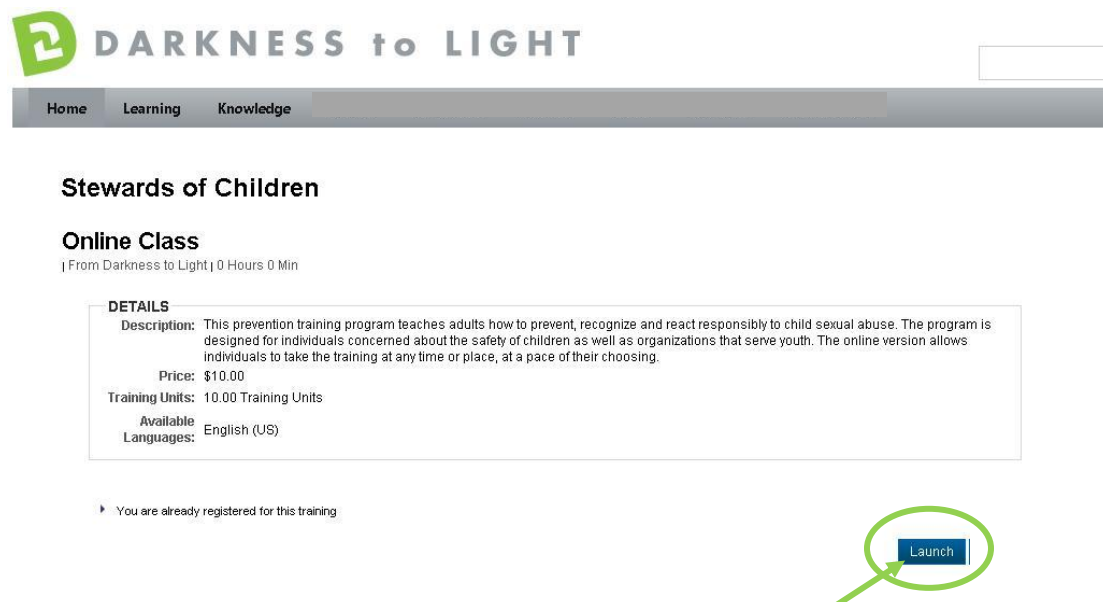 DARKNESS to LIGHT
Home Learning Knowledge
Stewards of Children
Online Class
| From Darkness to Light | 0 Hours 0 Min
DETAILS
Description: This prevention training program teaches adults how to prevent, recognize and react responsibly to child sexual abuse. The program is
designed for individuals concerned about the safety of children as well as organizations that serve youth. The online version allows
individuals to take the training at any time or place, at a pace of their choosing.
Price: $10.00
Training Units: 10.00 Training Units
Available
Languages: English (US)
You are already registered for this training
Launch